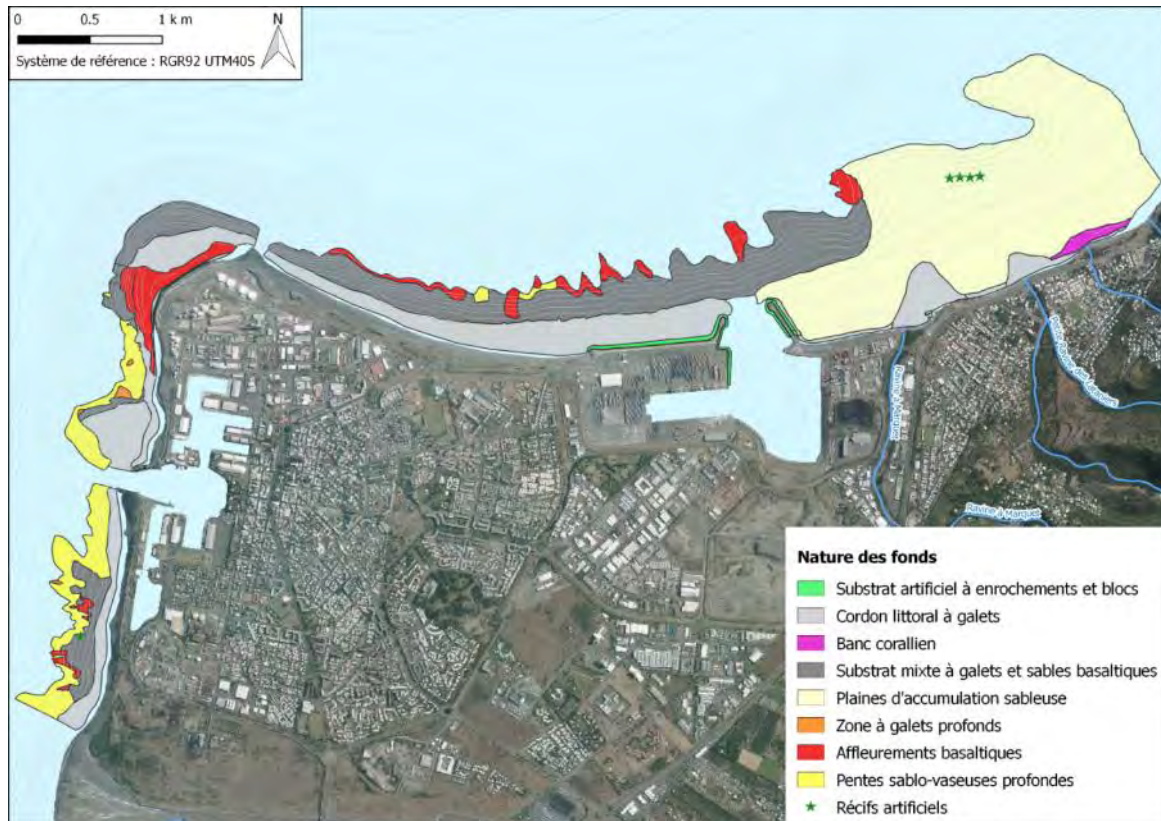 0 0.5 1 km
N
Système de référence : RGR92 UTM40S
Ravine à Marquet
Ravine à Marquet
Nature des fonds
Substrat artificiel à enrochements et blocs
Cordon littoral à galets
Banc corallien
Substrat mixte à galets et sables basaltiques
Plaines d'accumulation sableuse
Zone à galets profonds
Affleurements basaltiques
Pentes sablo-vaseuses profondes
Récifs artificiels